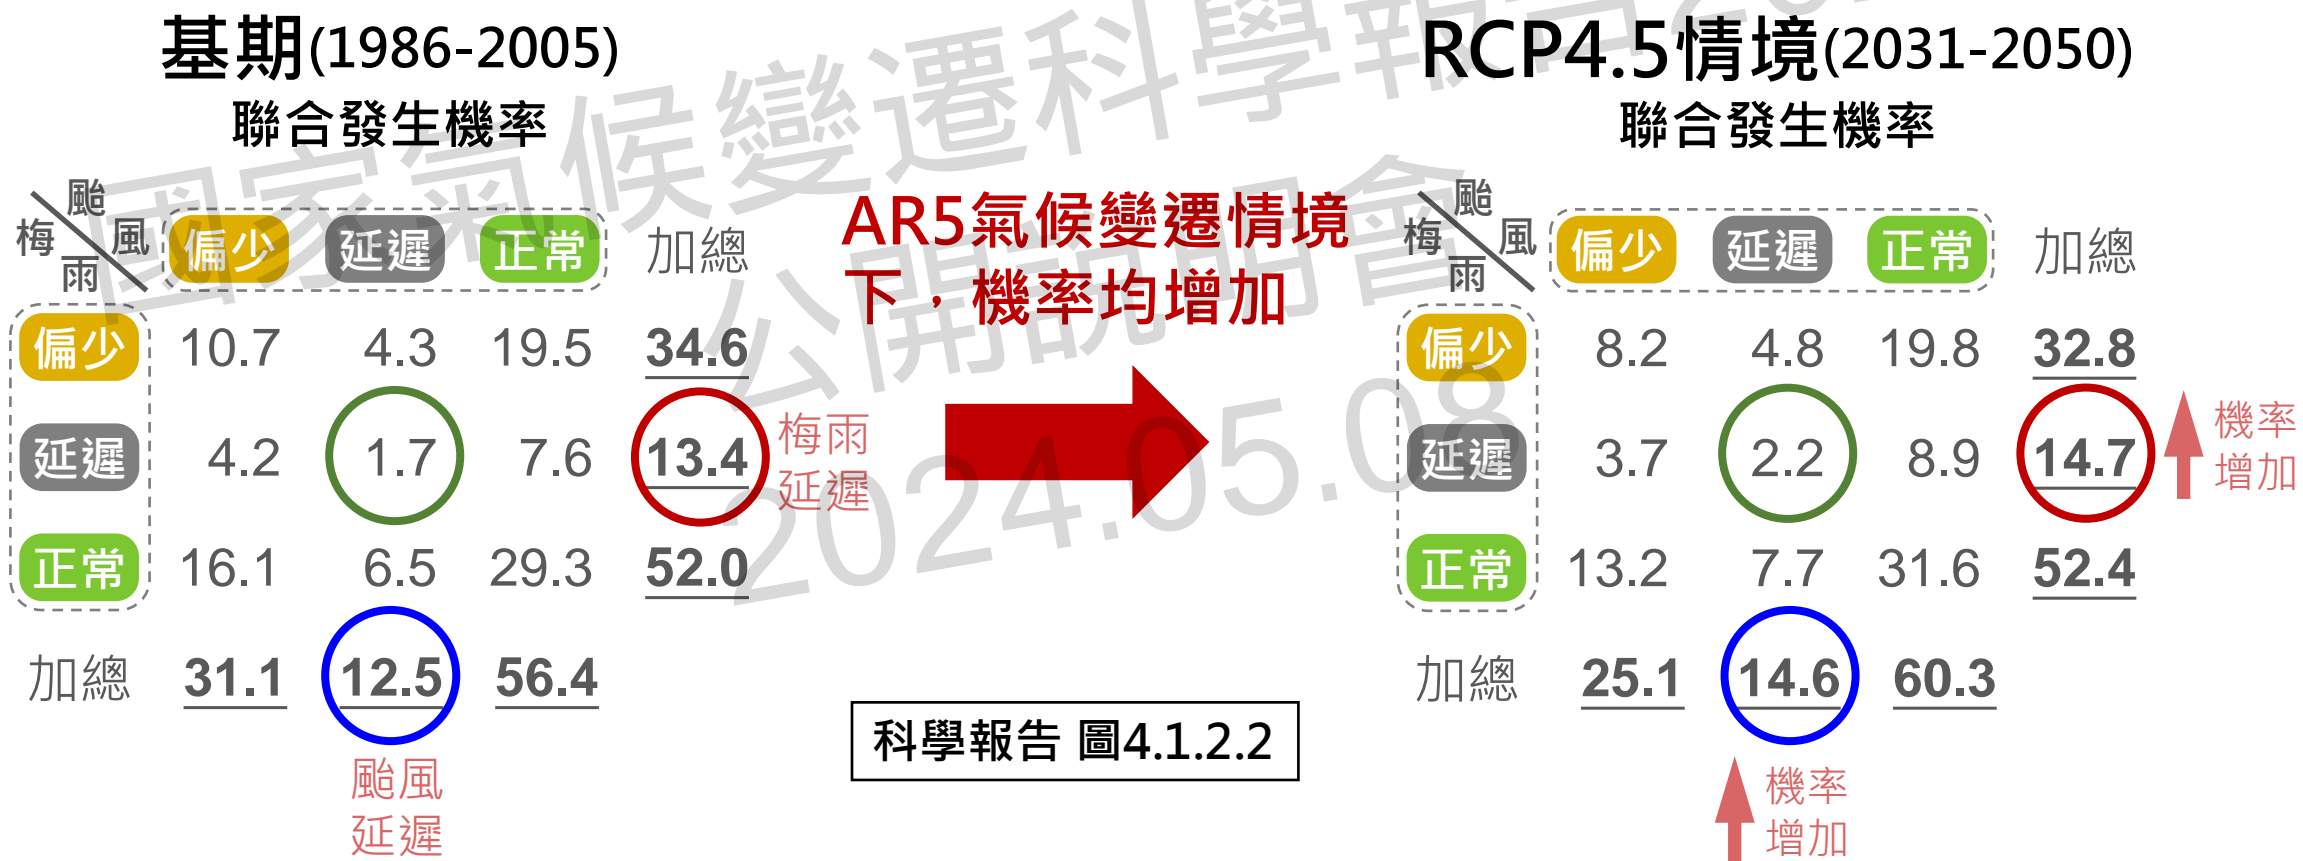 基期(1986-2005)
聯合發生機率
颱風
梅雨
偏少 延遲 正常 加總
偏少 10.7 4.3 19.5 34.6
延遲 4.2 1.7 7.6 13.4
正常 16.1 6.5 29.3 52.0
加總 31.1 12.5 56.4
梅雨
延遲
颱風
延遲
AR5氣候變遷情境
下，機率均增加
科學報告 圖4.1.2.2
RCP4.5情境(2031-2050)
聯合發生機率
颱風
梅雨
偏少 延遲 正常 加總
偏少 8.2 4.8 19.8 32.8
延遲 3.7 2.2 8.9 14.7
正常 13.2 7.7 31.6 52.4
加總 25.1 14.6 60.3
機率
增加
機率
增加
國家氣候變遷科學報告
公開說明會
2024.05.08